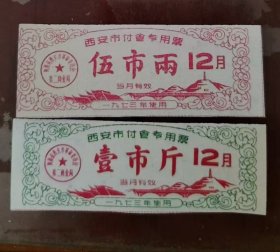 西安市付食专用票
伍市兩 12月
当月有效
一九七三年使用
西安市付食专用票
壹市斤 12月
当月有效
一九七三年使用